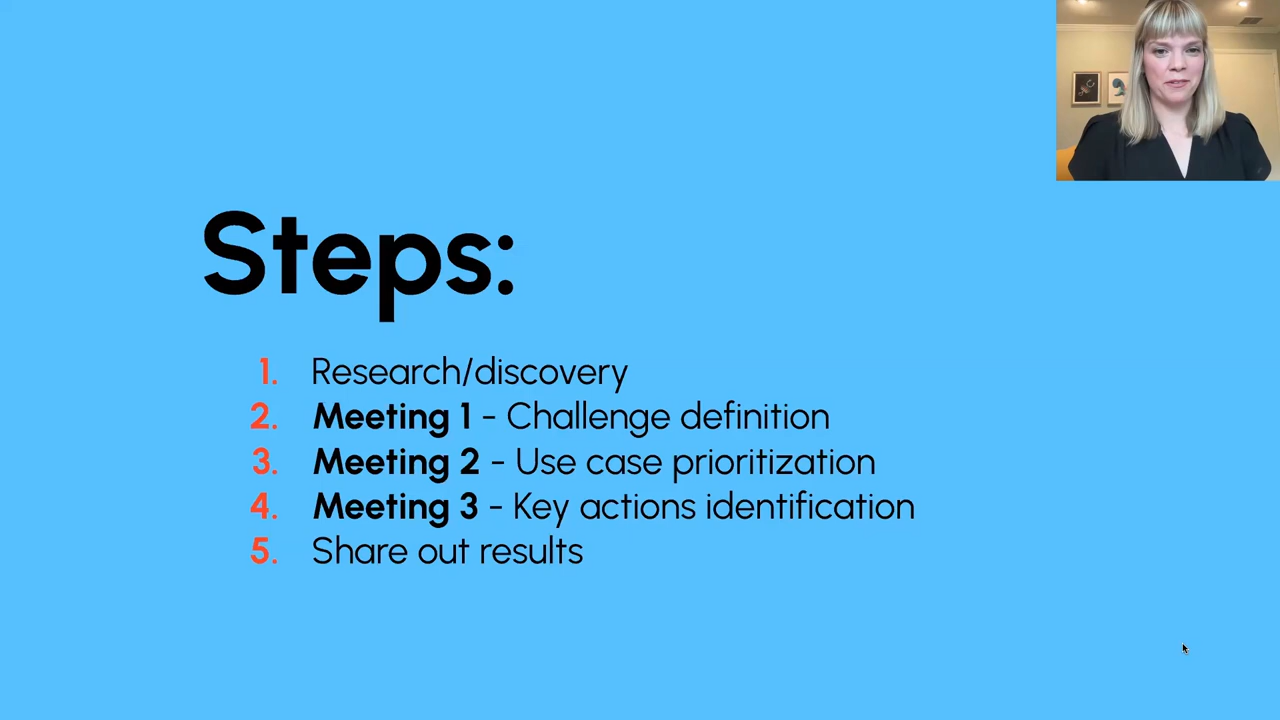 Steps:
1. Research/discovery
2. Meeting 1 - Challenge definition
3. Meeting 2 - Use case prioritization
4. Meeting 3 - Key actions identification
5. Share out results